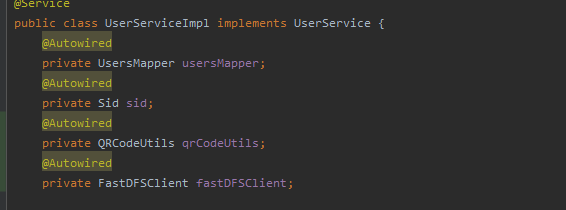 @Service
public class UserServiceImpl implements UserService {
@Autowired
private UsersMapper usersMapper;
@Autowired
private Sid sid;
@Autowired
private QRCodeUtils qrCodeUtils;
@Autowired
private FastDFSClient fastDFSClient;